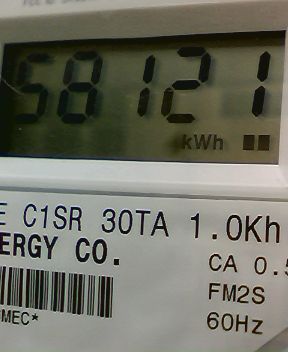 58121
kWh
E C1SR 30TA 1.0Kh
ERGY CO.
CA 0.5
FM2S
MEC*
60Hz